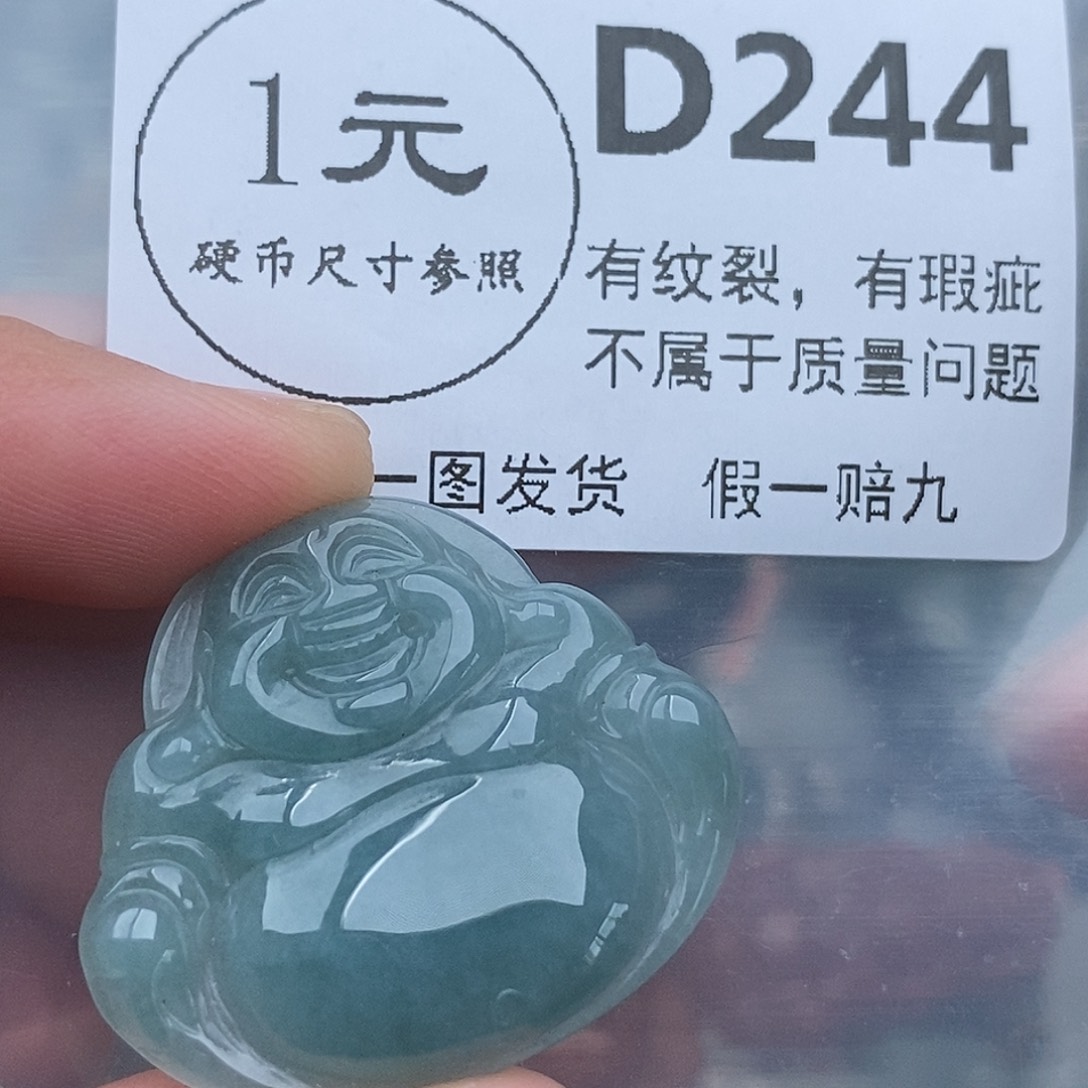 1元
硬币尺寸参照
D244
有纹裂，有瑕疵
不属于质量问题
一图发货 假一赔九